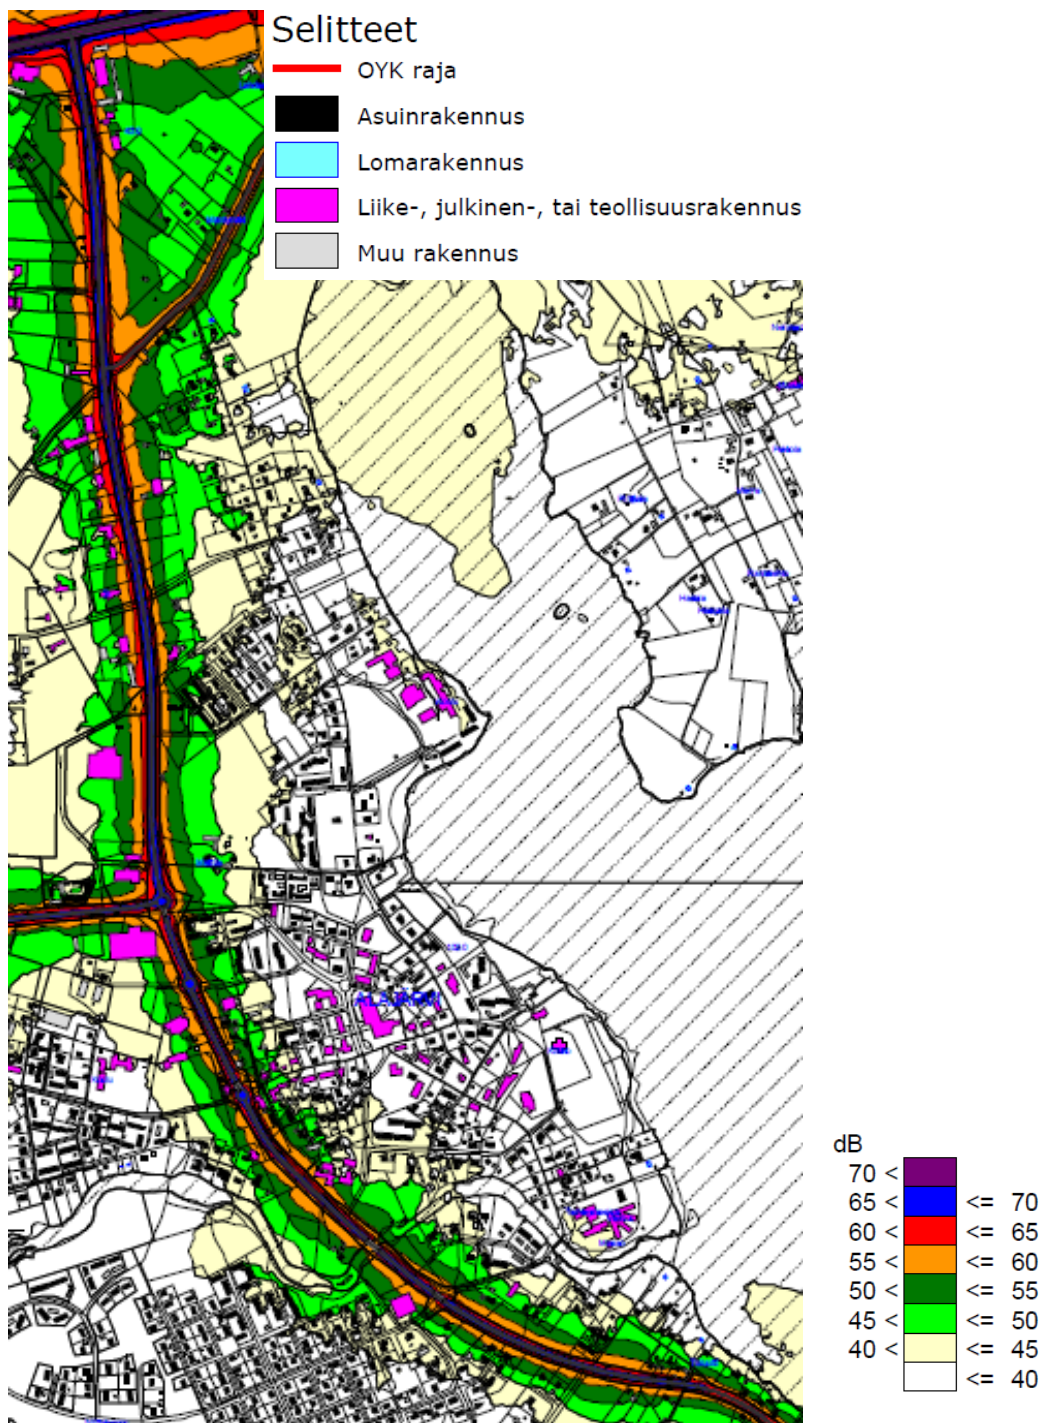 Selitteet
OYK raja
Asuinrakennus
Lomarakennus
Liike-, julkinen-, tai teollisuusrakennus
Muu rakennus
ALAJÄRVI
dB
70 <
65 < <= 70
60 < <= 65
55 < <= 60
50 < <= 55
45 < <= 50
40 < <= 45
<= 40